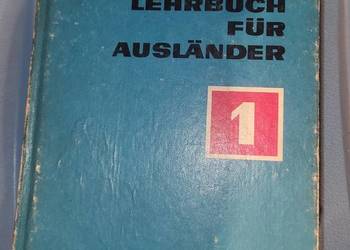 LEHRBUCH
FÜR
AUSLÄNDER
1